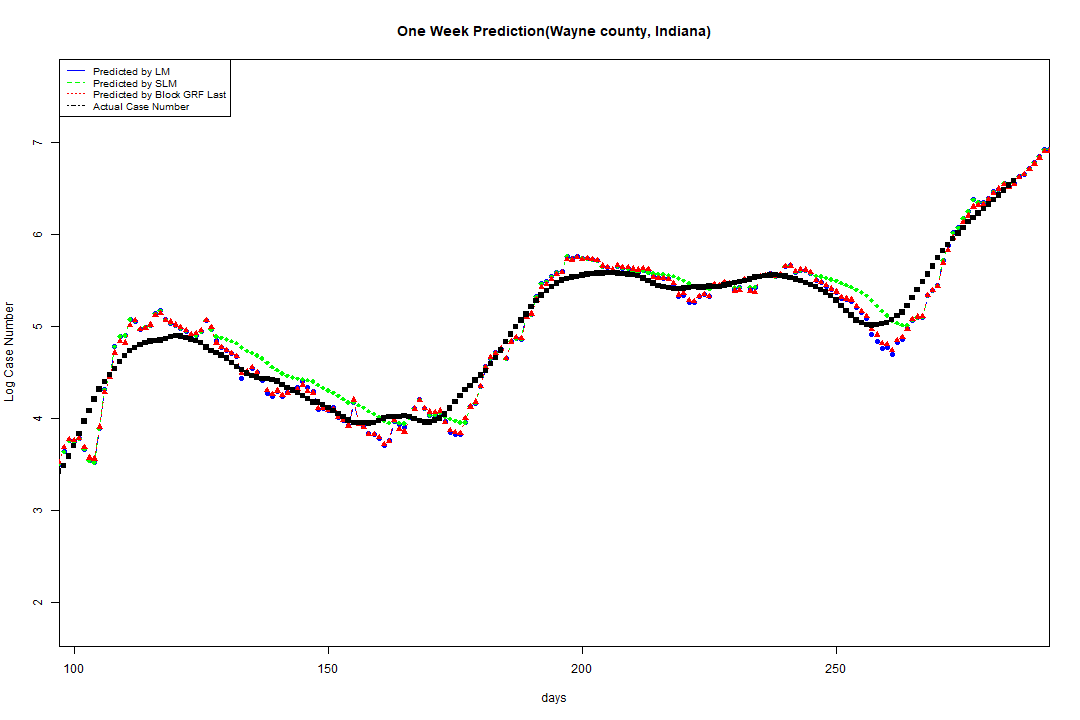 One Week Prediction(Wayne county, Indiana)
Predicted by LM
Predicted by SLM
Predicted by Block GRF Last
Actual Case Number
7
6
5
4
3
2
Log Case Number
100 150 200 250
days